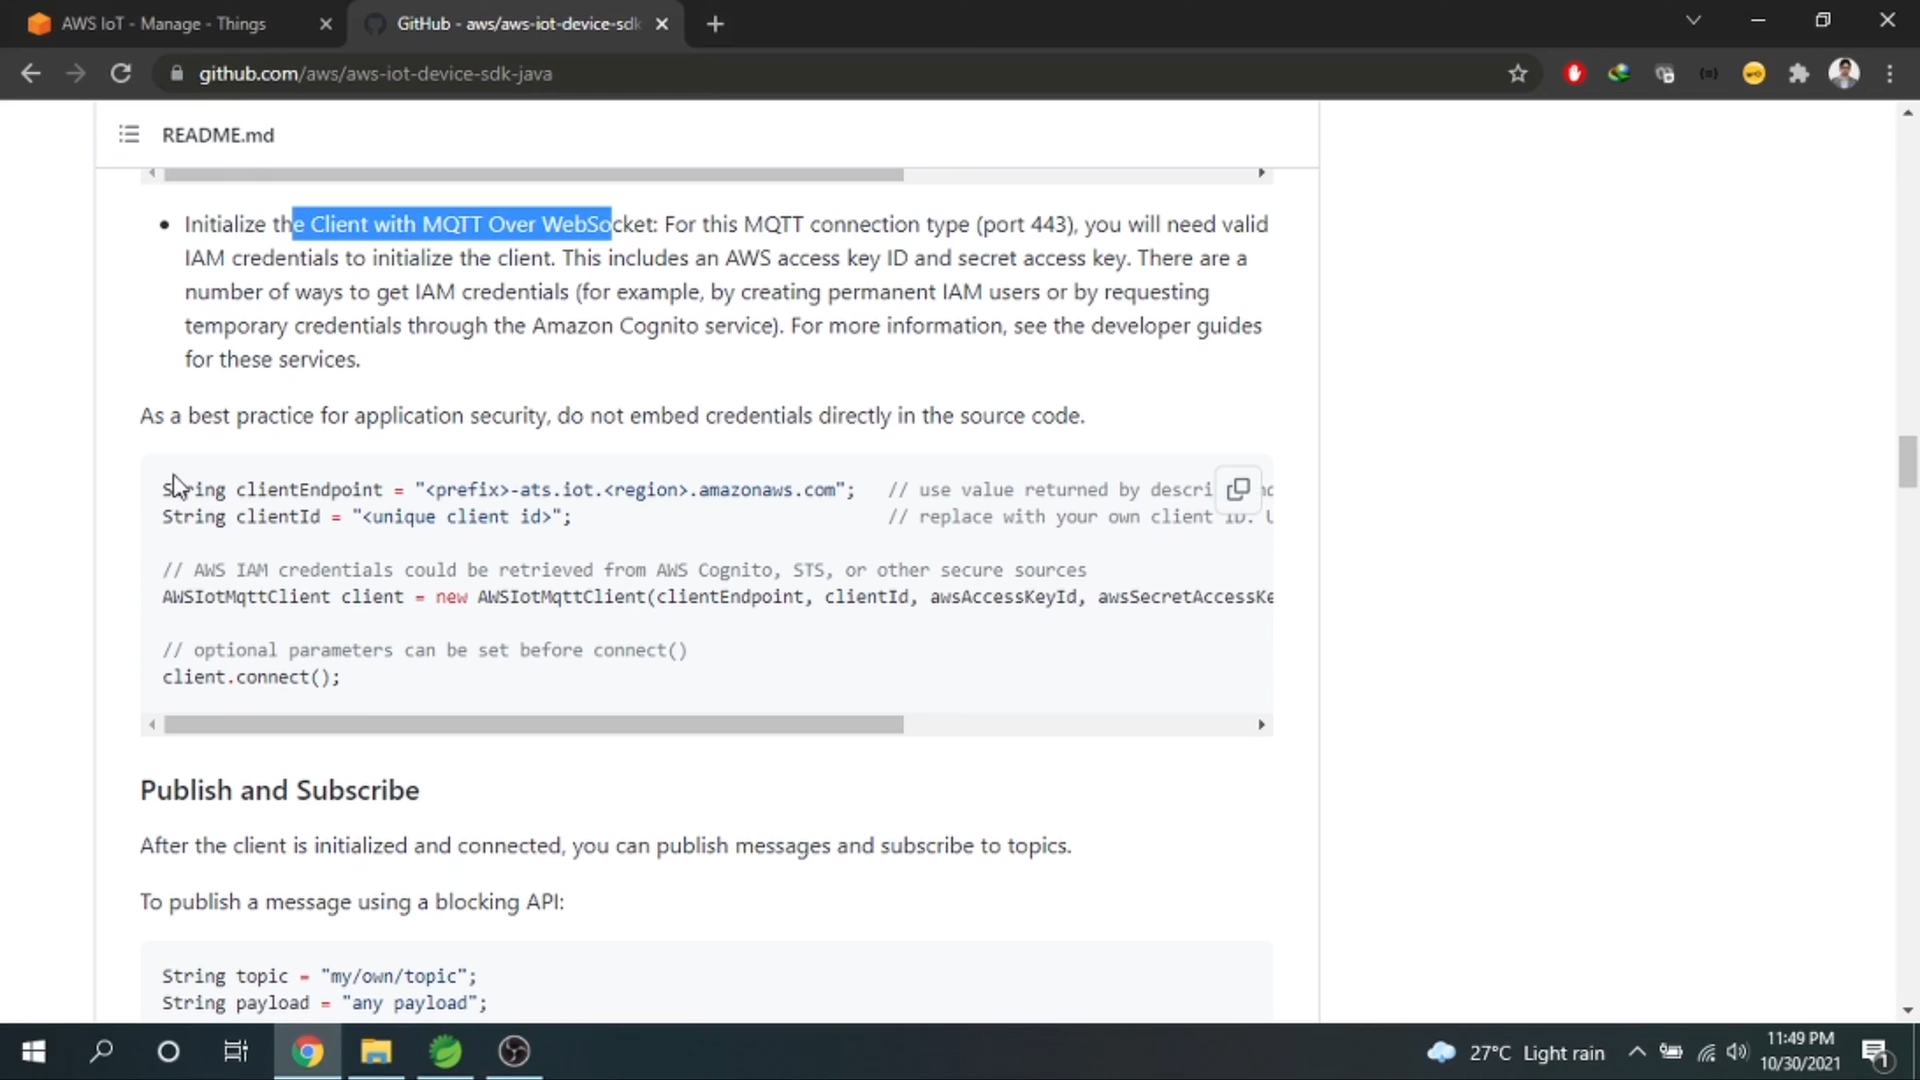 AWS IoT - Manage - Things
GitHub - aws/aws-iot-device-sdk
github.com/aws/aws-iot-device-sdk-java
README.md
Initialize the Client with MQTT Over WebSocket: For this MQTT connection type (port 443), you will need valid
IAM credentials to initialize the client. This includes an AWS access key ID and secret access key. There are a
number of ways to get IAM credentials (for example, by creating permanent IAM users or by requesting
temporary credentials through the Amazon Cognito service). For more information, see the developer guides
for these services.
As a best practice for application security, do not embed credentials directly in the source code.
String clientEndpoint = "<prefix>-ats.iot.<region>.amazonaws.com"; // use value returned by descri
String clientId = "<unique client id>"; // replace with your own client ID. U
// AWS IAM credentials could be retrieved from AWS Cognito, STS, or other secure sources
AWSIotMqttClient client = new AWSIotMqttClient(clientEndpoint, clientId, awsAccessKeyId, awsSecretAccessKe
// optional parameters can be set before connect()
client.connect();
Publish and Subscribe
After the client is initialized and connected, you can publish messages and subscribe to topics.
To publish a message using a blocking API:
String topic = "my/own/topic";
String payload = "any payload";
27°C Light rain
11:49 PM
10/30/2021
1